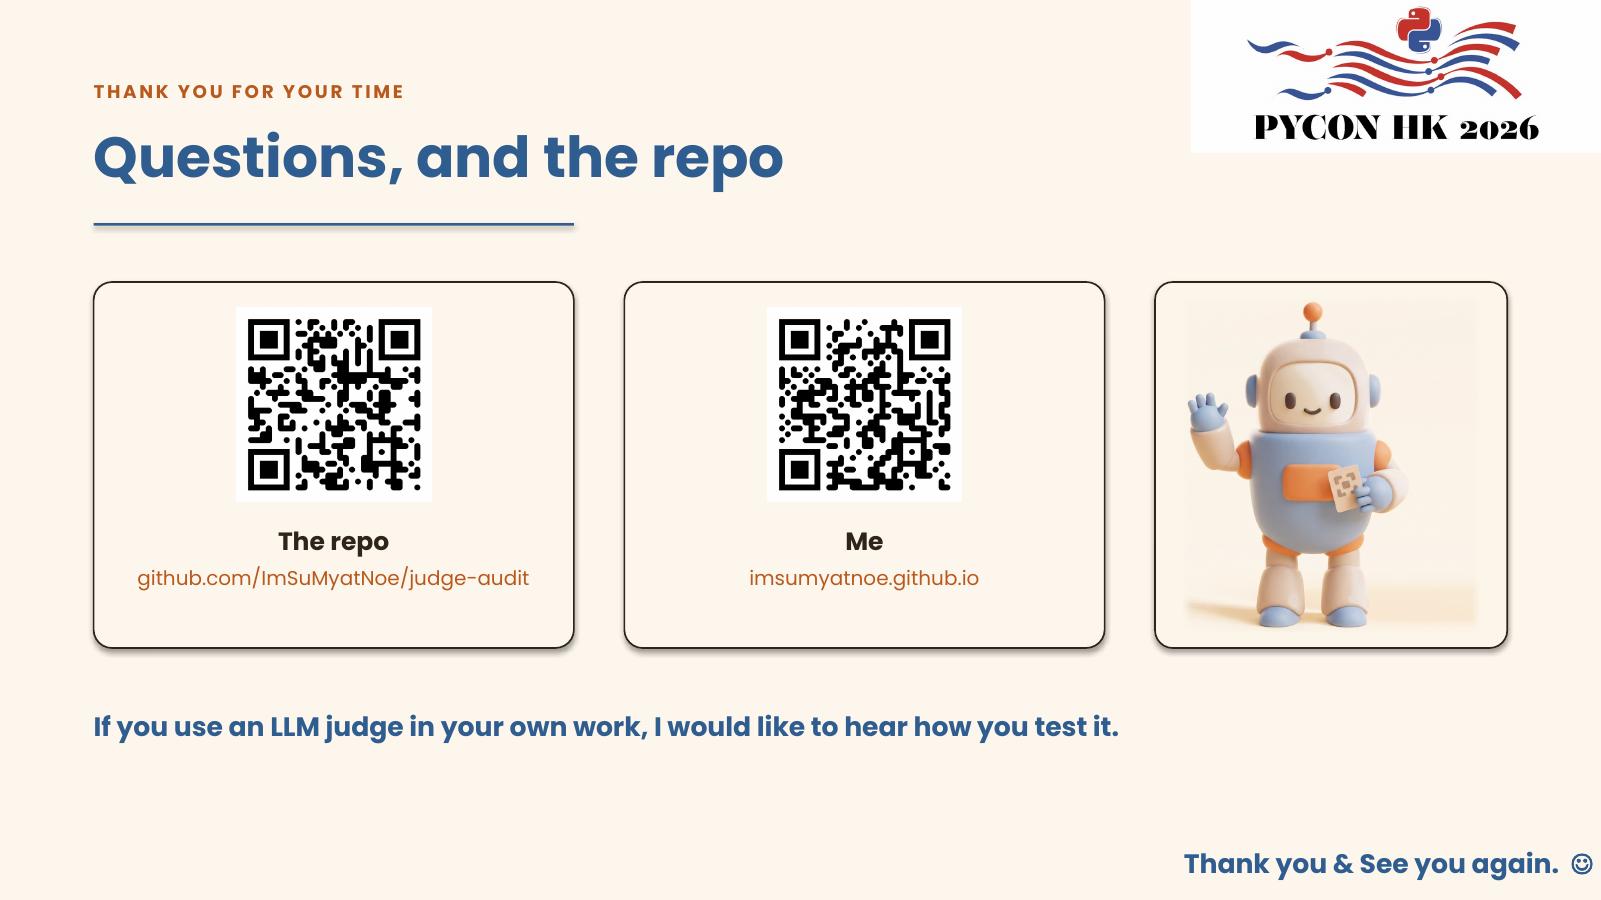 PYCON HK 2026
THANK YOU FOR YOUR TIME
Questions, and the repo
The repo
github.com/ImSuMyatNoe/judge-audit
Me
imsumyatnoe.github.io
If you use an LLM judge in your own work, I would like to hear how you test it.
Thank you & See you again. ☺